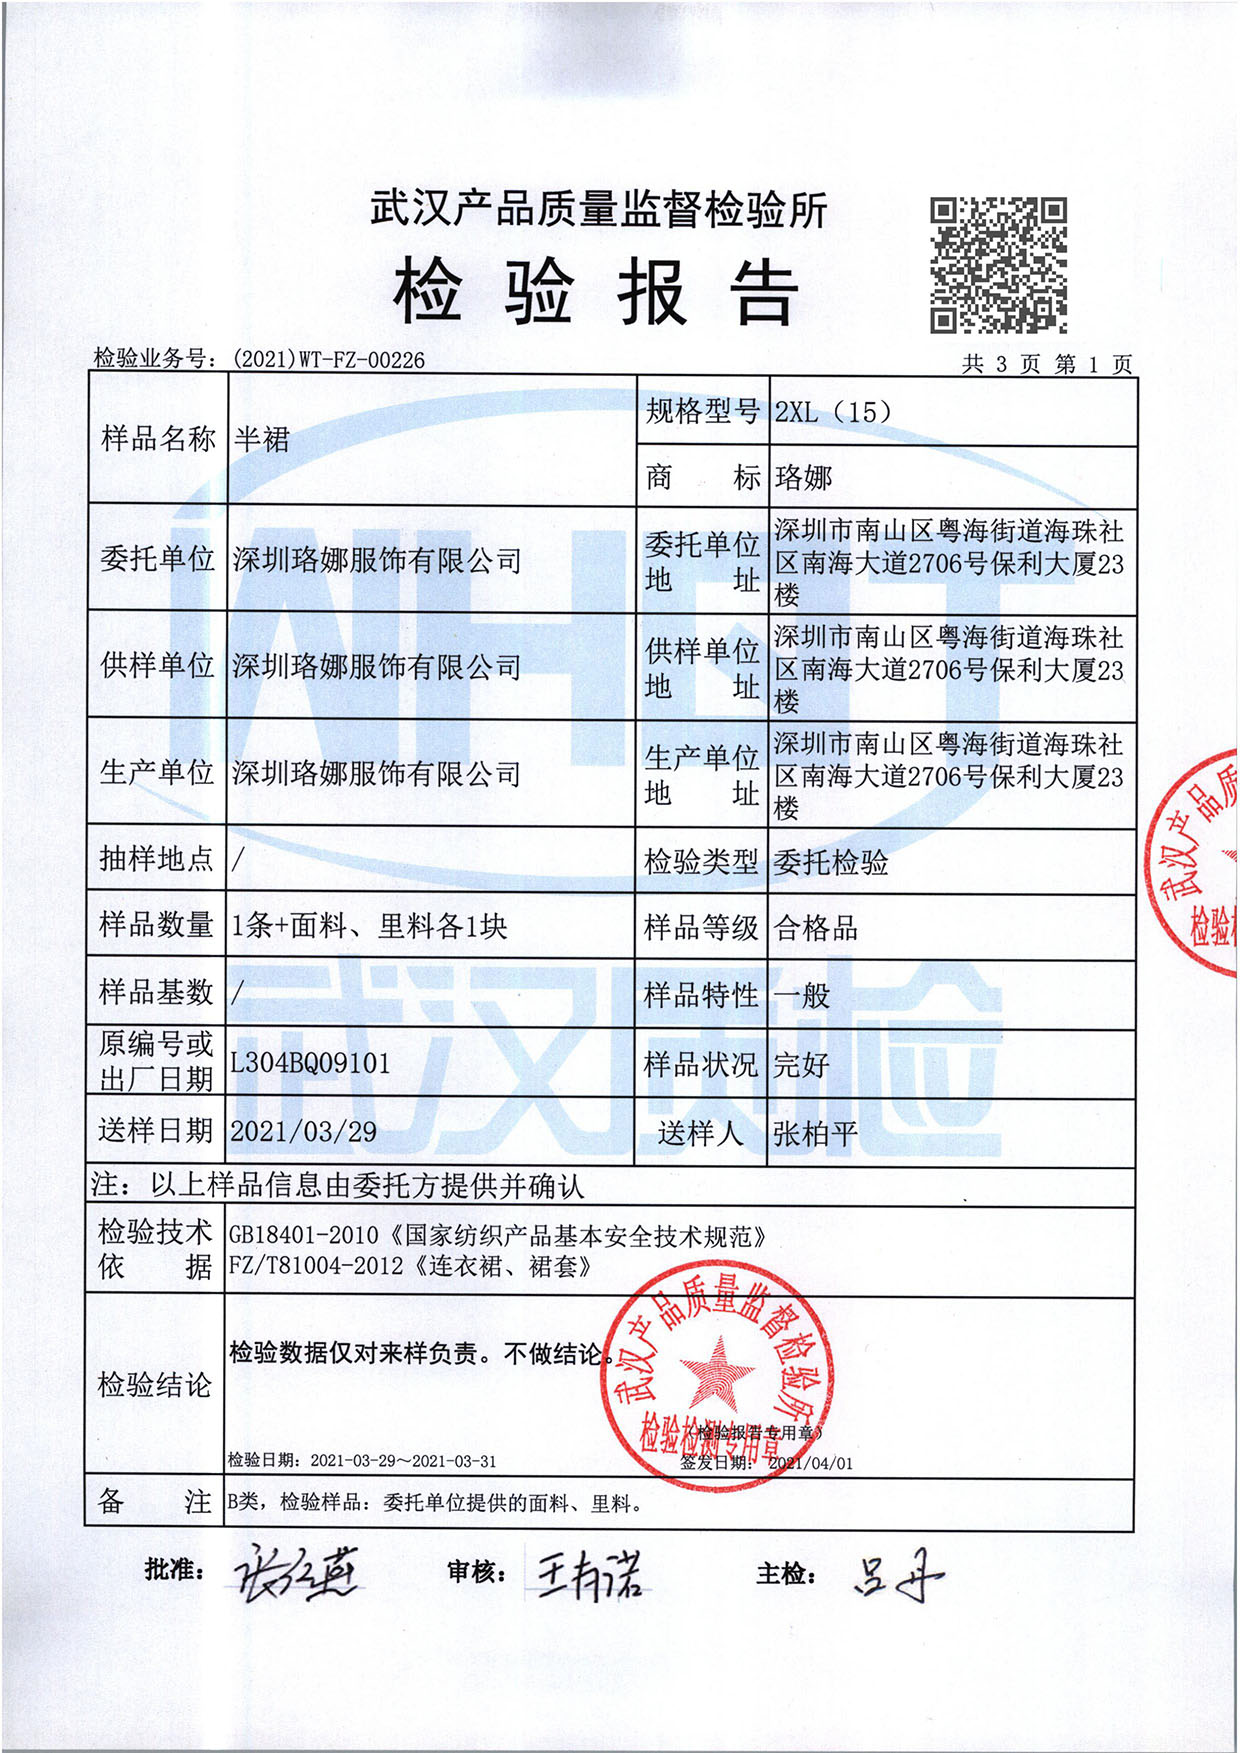 武汉产品质量监督检验所
检验报告
检验业务号：(2021)WT-FZ-00226
共 3 页 第 1 页
样品名称
半裙
规格型号
2XL（15）
商标
珞娜
委托单位
深圳珞娜服饰有限公司
委托单位
地址
深圳市南山区粤海街道海珠社
区南海大道2706号保利大厦23
楼
供样单位
深圳珞娜服饰有限公司
供样单位
地址
深圳市南山区粤海街道海珠社
区南海大道2706号保利大厦23
楼
生产单位
深圳珞娜服饰有限公司
生产单位
地址
深圳市南山区粤海街道海珠社
区南海大道2706号保利大厦23
楼
抽样地点
/
检验类型
委托检验
样品数量
1条+面料、里料各1块
样品等级
合格品
样品基数
/
样品特性
一般
原编号或
出厂日期
L304BQ09101
样品状况
完好
送样日期
2021/03/29
送样人
张柏平
注：以上样品信息由委托方提供并确认
检验技术
依据
GB18401-2010《国家纺织产品基本安全技术规范》
FZ/T81004-2012《连衣裙、裙套》
检验结论
检验数据仅对来样负责。不做结论。
(检验报告专用章)
检验日期：2021-03-29～2021-03-31
签发日期：2021/04/01
备注
B类，检验样品：委托单位提供的面料、里料。
批准：
审核：王有诺
主检：吕丹
武汉产品质量监督检验所
检验检测专用章
武汉产品质
检验检
WHQIT
武汉质检